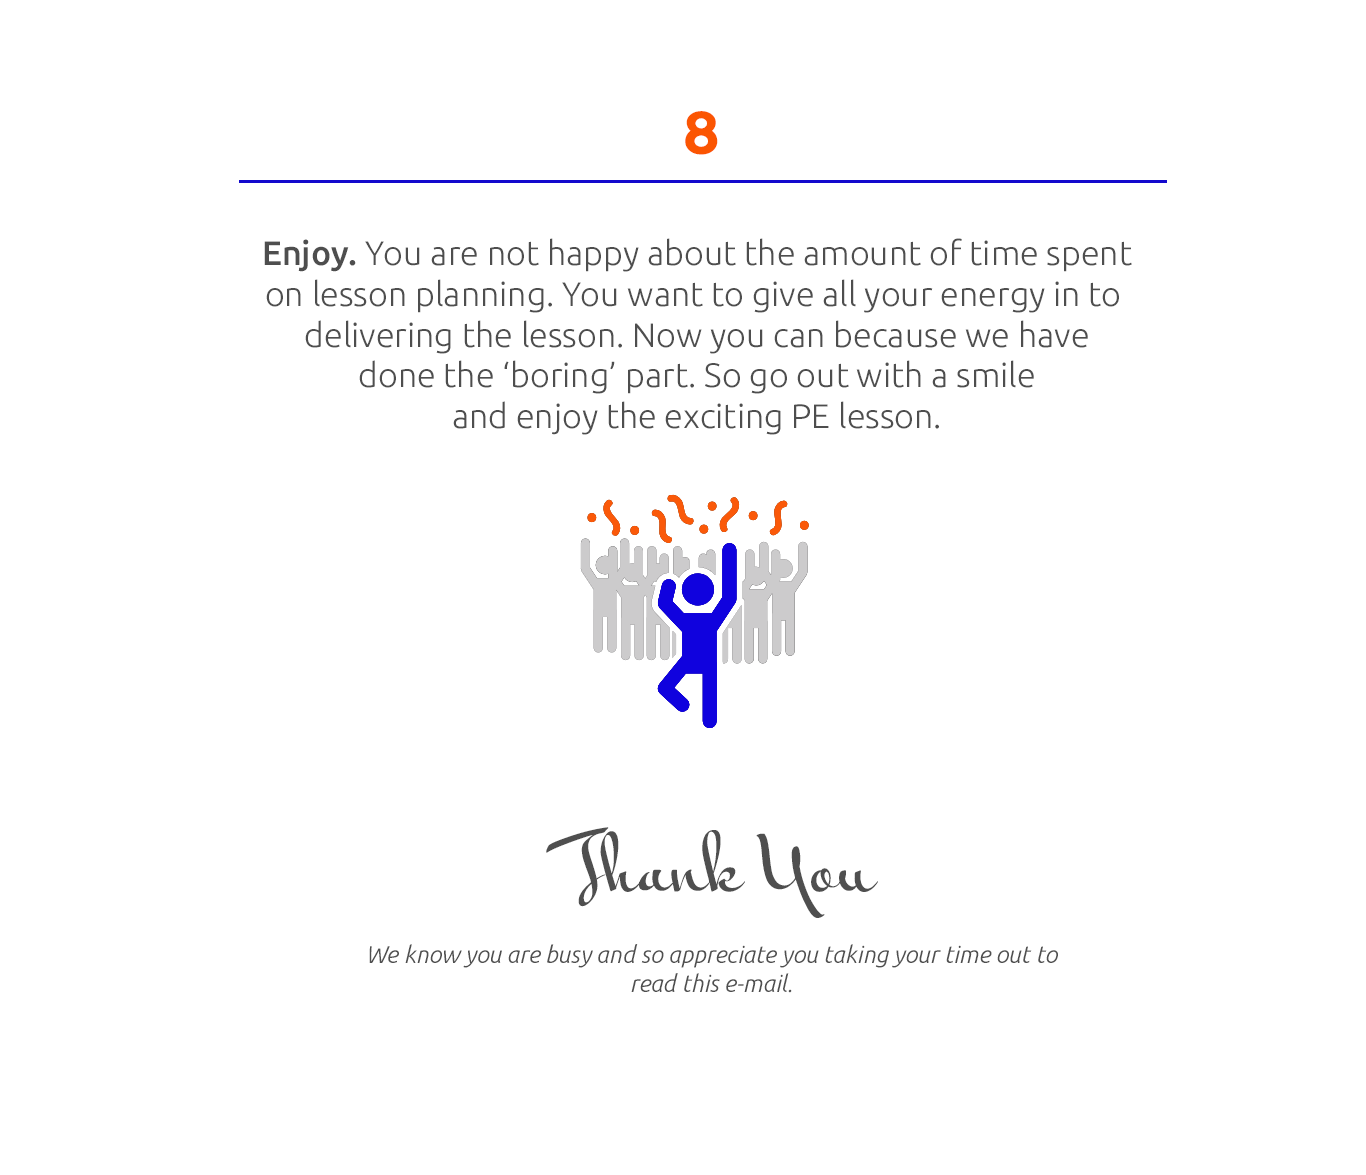 8
Enjoy. You are not happy about the amount of time spent
on lesson planning. You want to give all your energy in to
delivering the lesson. Now you can because we have
done the ‘boring’ part. So go out with a smile
and enjoy the exciting PE lesson.
Thank You
We know you are busy and so appreciate you taking your time out to
read this e-mail.